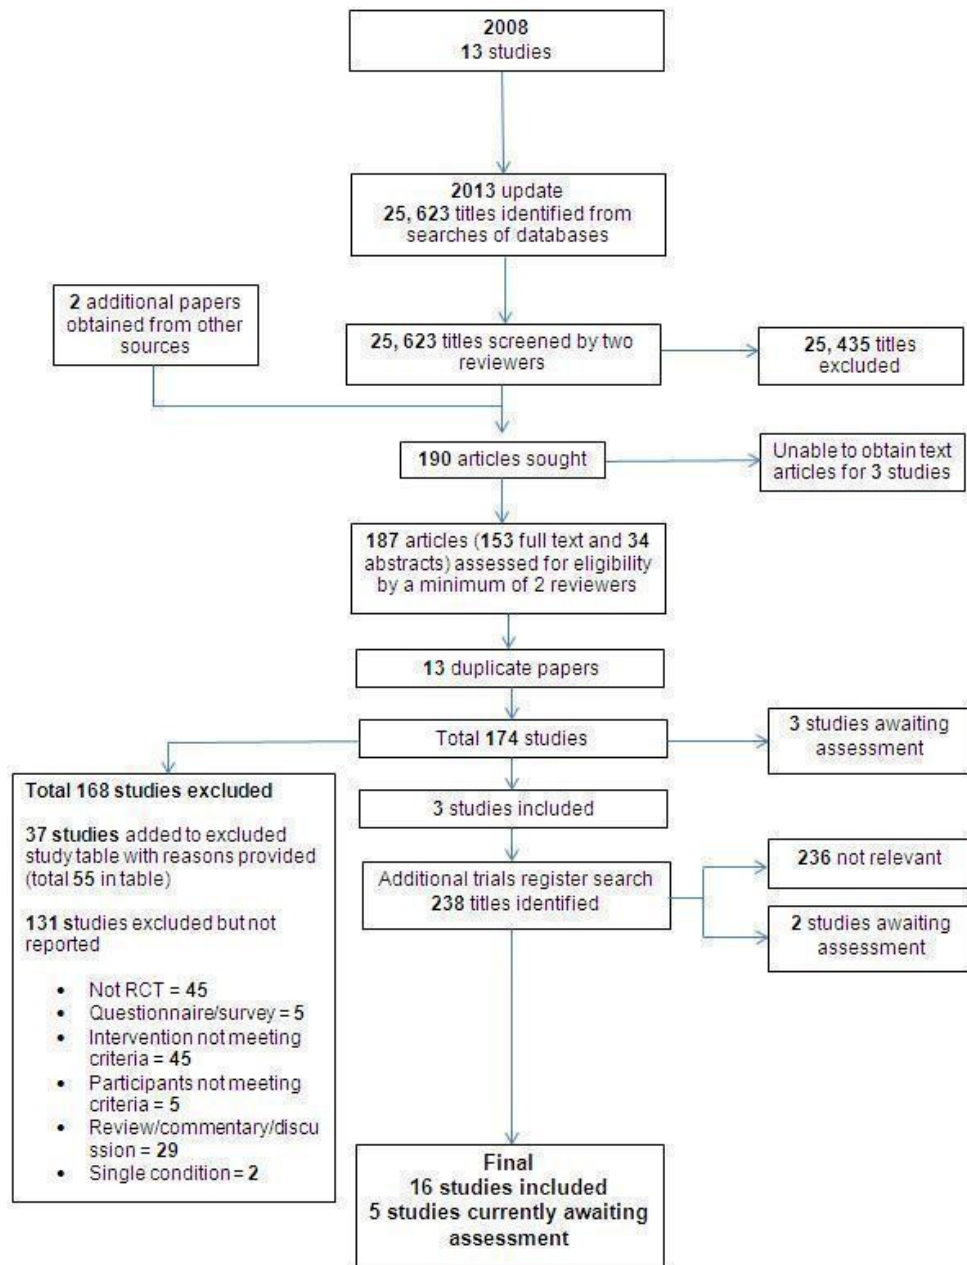 2008
13 studies
2013 update
25, 623 titles identified from
searches of databases
2 additional papers
obtained from other
sources
25, 623 titles screened by two
reviewers
25, 435 titles
excluded
190 articles sought
Unable to obtain text
articles for 3 studies
187 articles (153 full text and 34
abstracts) assessed for eligibility
by a minimum of 2 reviewers
13 duplicate papers
Total 174 studies
3 studies awaiting
assessment
Total 168 studies excluded
37 studies added to excluded
study table with reasons provided
(total 55 in table)
131 studies excluded but not
reported
• Not RCT = 45
• Questionnaire/survey = 5
• Intervention not meeting
criteria = 45
• Participants not meeting
criteria = 5
• Review/commentary/discu
ssion = 29
• Single condition = 2
3 studies included
Additional trials register search
238 titles identified
236 not relevant
2 studies awaiting
assessment
Final
16 studies included
5 studies currently awaiting
assessment